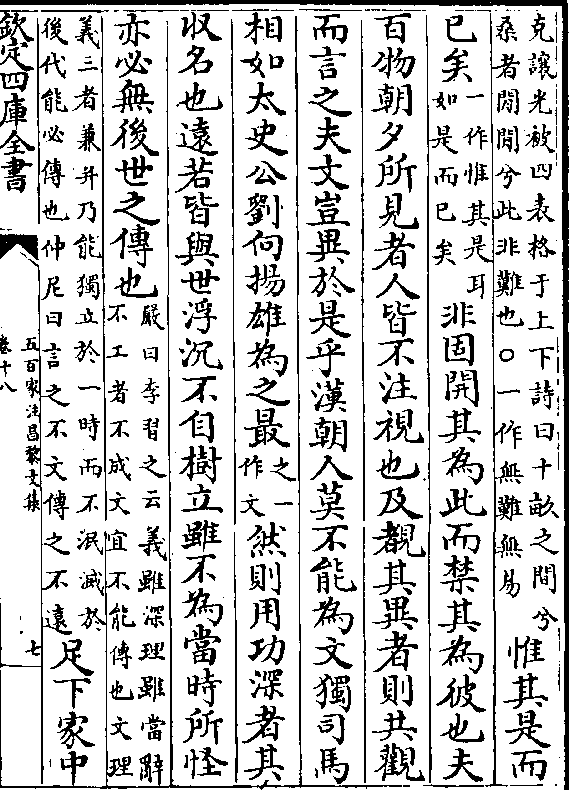 克讓光被四表格于上下詩曰十畝之間兮
桑者閒閒兮此非難也○一作無難無易
惟其是而
已矣
一作惟其是耳
如是而已矣
非固開其為此而禁其為彼也夫
百物朝夕所見者人皆不注視也及覩其異者則共觀
而言之夫文豈異於是乎漢朝人莫不能為文獨司馬
相如太史公劉向揚雄為之最
之一
作文
然則用功深者其
收名也遠若皆與世浮沉不自樹立雖不為當時所怪
亦必無後世之傳也
嚴曰李習之云義雖深理雖當辭
不工者不成文宜不能傳也文理
義三者兼并乃能獨立於一時而不泯滅於
後代能必傳也仲尼曰言之不文傳之不遠
足下家中
欽定四庫全書
五百家注昌黎文集
卷十八
七